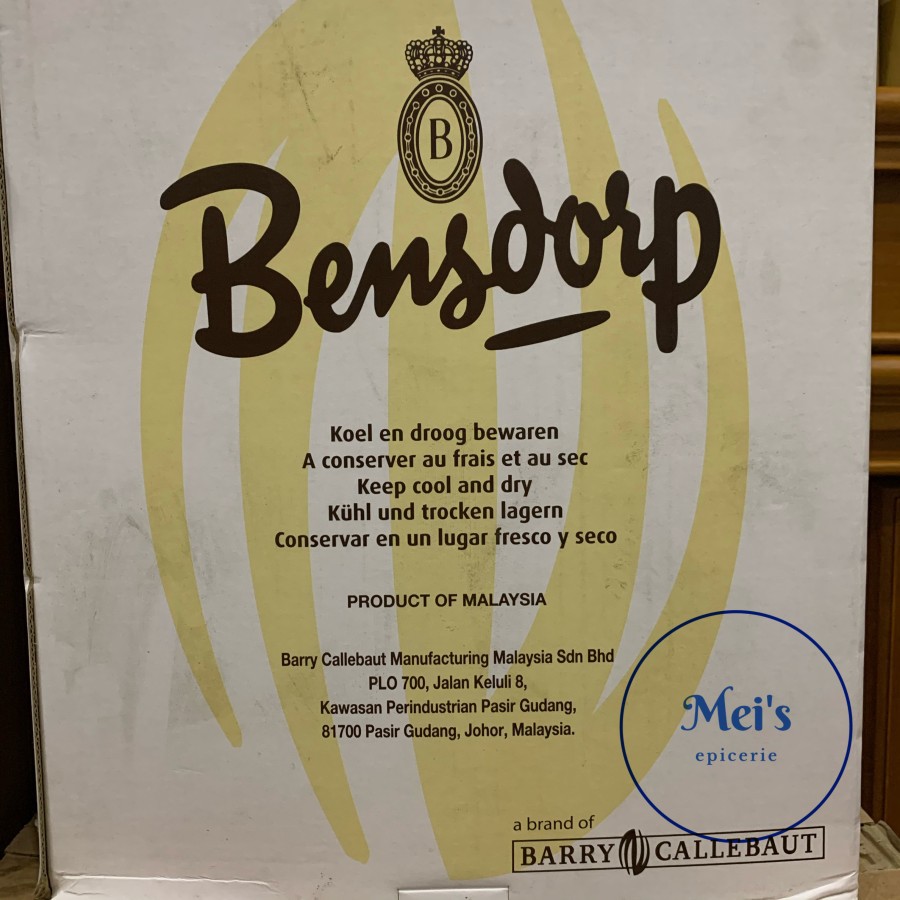 B
Bensdorp
Koel en droog bewaren
A conserver au frais et au sec
Keep cool and dry
Kühl und trocken lagern
Conservar en un lugar fresco y seco
PRODUCT OF MALAYSIA
Barry Callebaut Manufacturing Malaysia Sdn Bhd
PLO 700, Jalan Keluli 8,
Kawasan Perindustrian Pasir Gudang,
81700 Pasir Gudang, Johor, Malaysia.
Mei's
epicerie
a brand of
BARRY CALLEBAUT